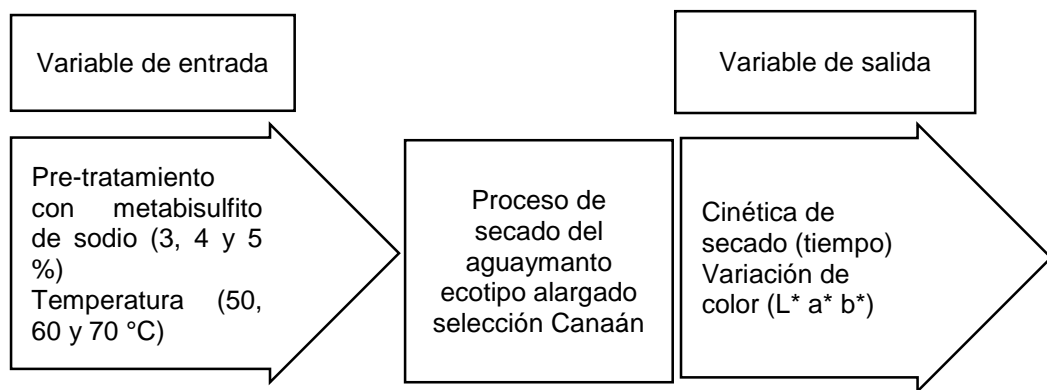 Variable de entrada
Variable de salida
Pre-tratamiento
con metabisulfito
de sodio (3, 4 y 5
%)
Temperatura (50,
60 y 70 °C)
Proceso de
secado del
aguaymanto
ecotipo alargado
selección Canaán
Cinética de
secado (tiempo)
Variación de
color (L* a* b*)